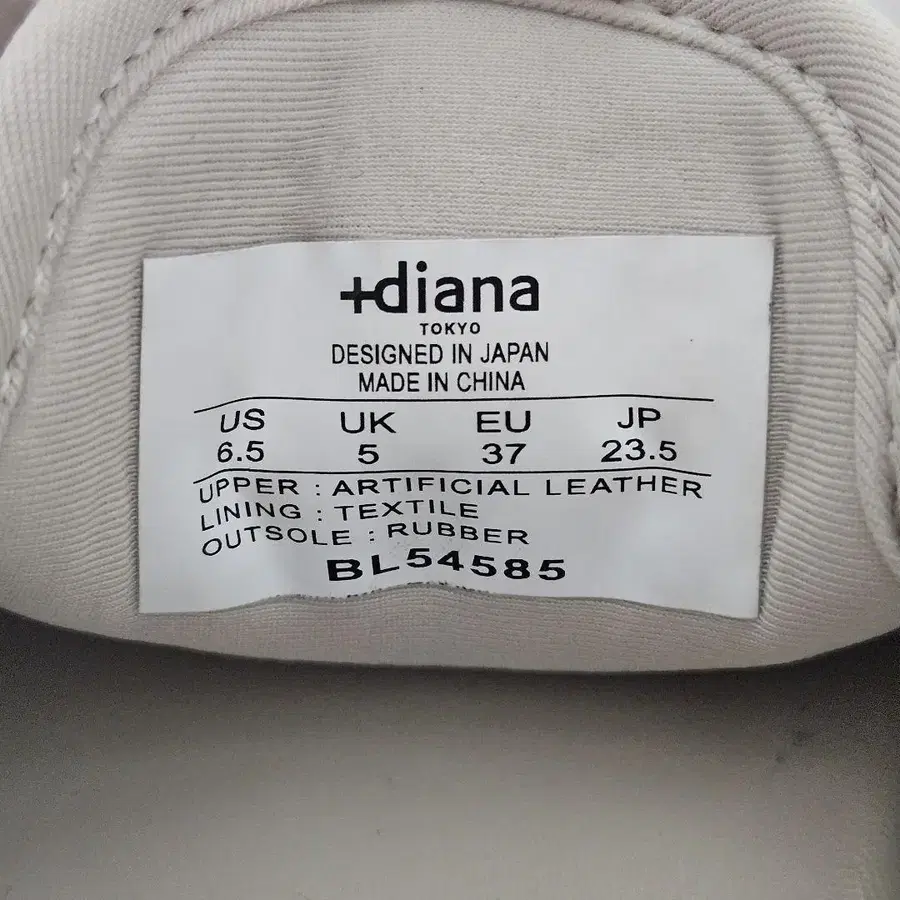 +diana
TOKYO
DESIGNED IN JAPAN
MADE IN CHINA
US UK EU JP
6.5 5 37 23.5
UPPER : ARTIFICIAL LEATHER
LINING : TEXTILE
OUTSOLE : RUBBER
BL54585